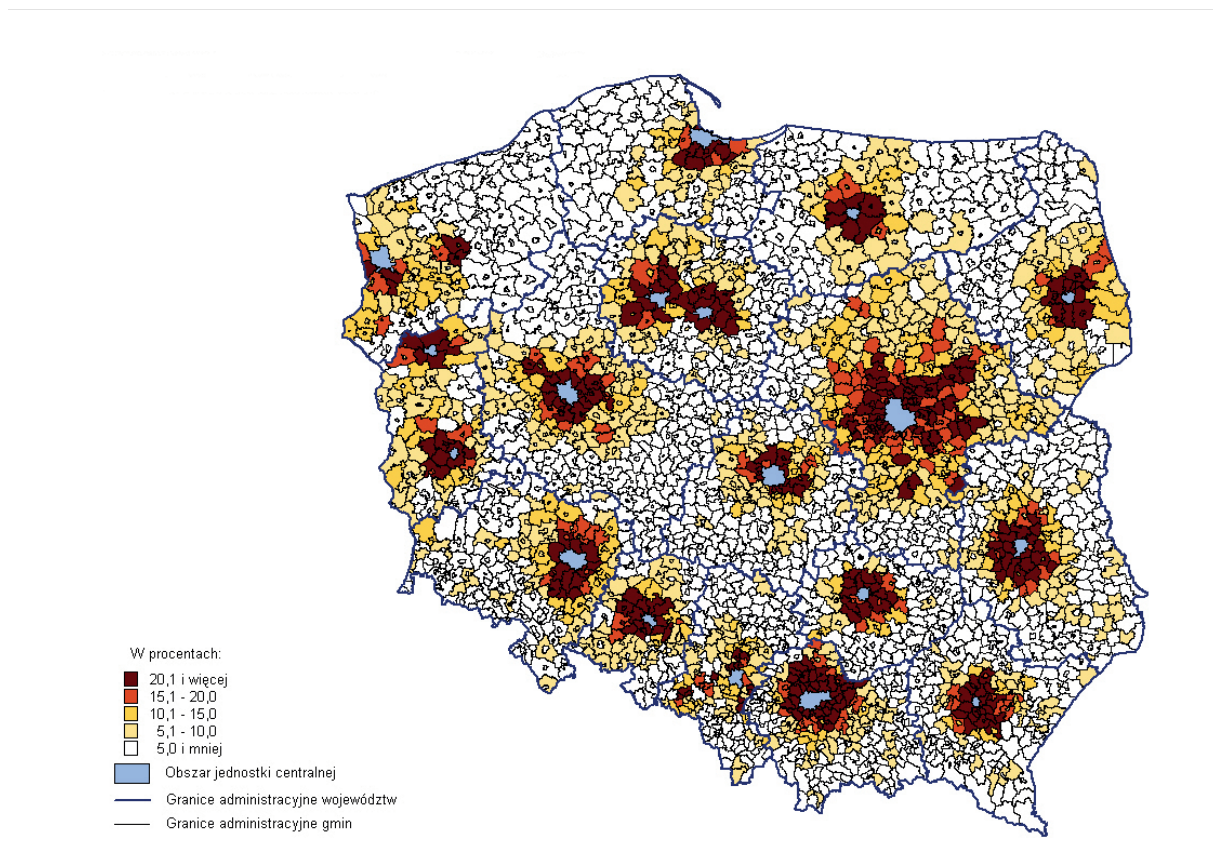 W procentach:
20,1 i więcej
15,1 - 20,0
10,1 - 15,0
5,1 - 10,0
5,0 i mniej
Obszar jednostki centralnej
Granice administracyjne województw
Granice administracyjne gmin